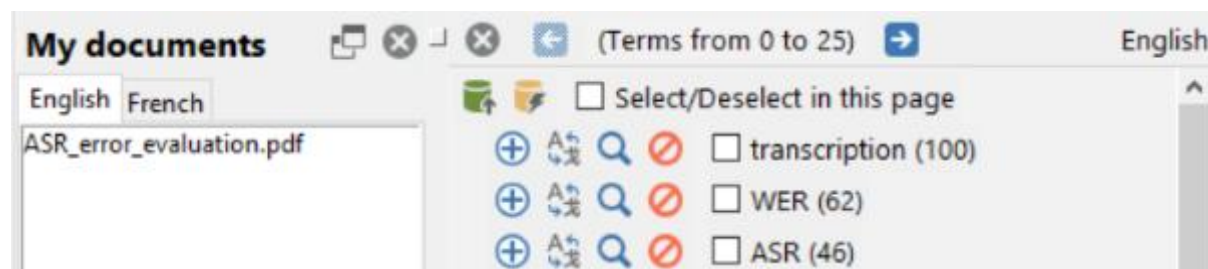 My documents
English French
ASR_error_evaluation.pdf
(Terms from 0 to 25) English
Select/Deselect in this page
transcription (100)
WER (62)
ASR (46)